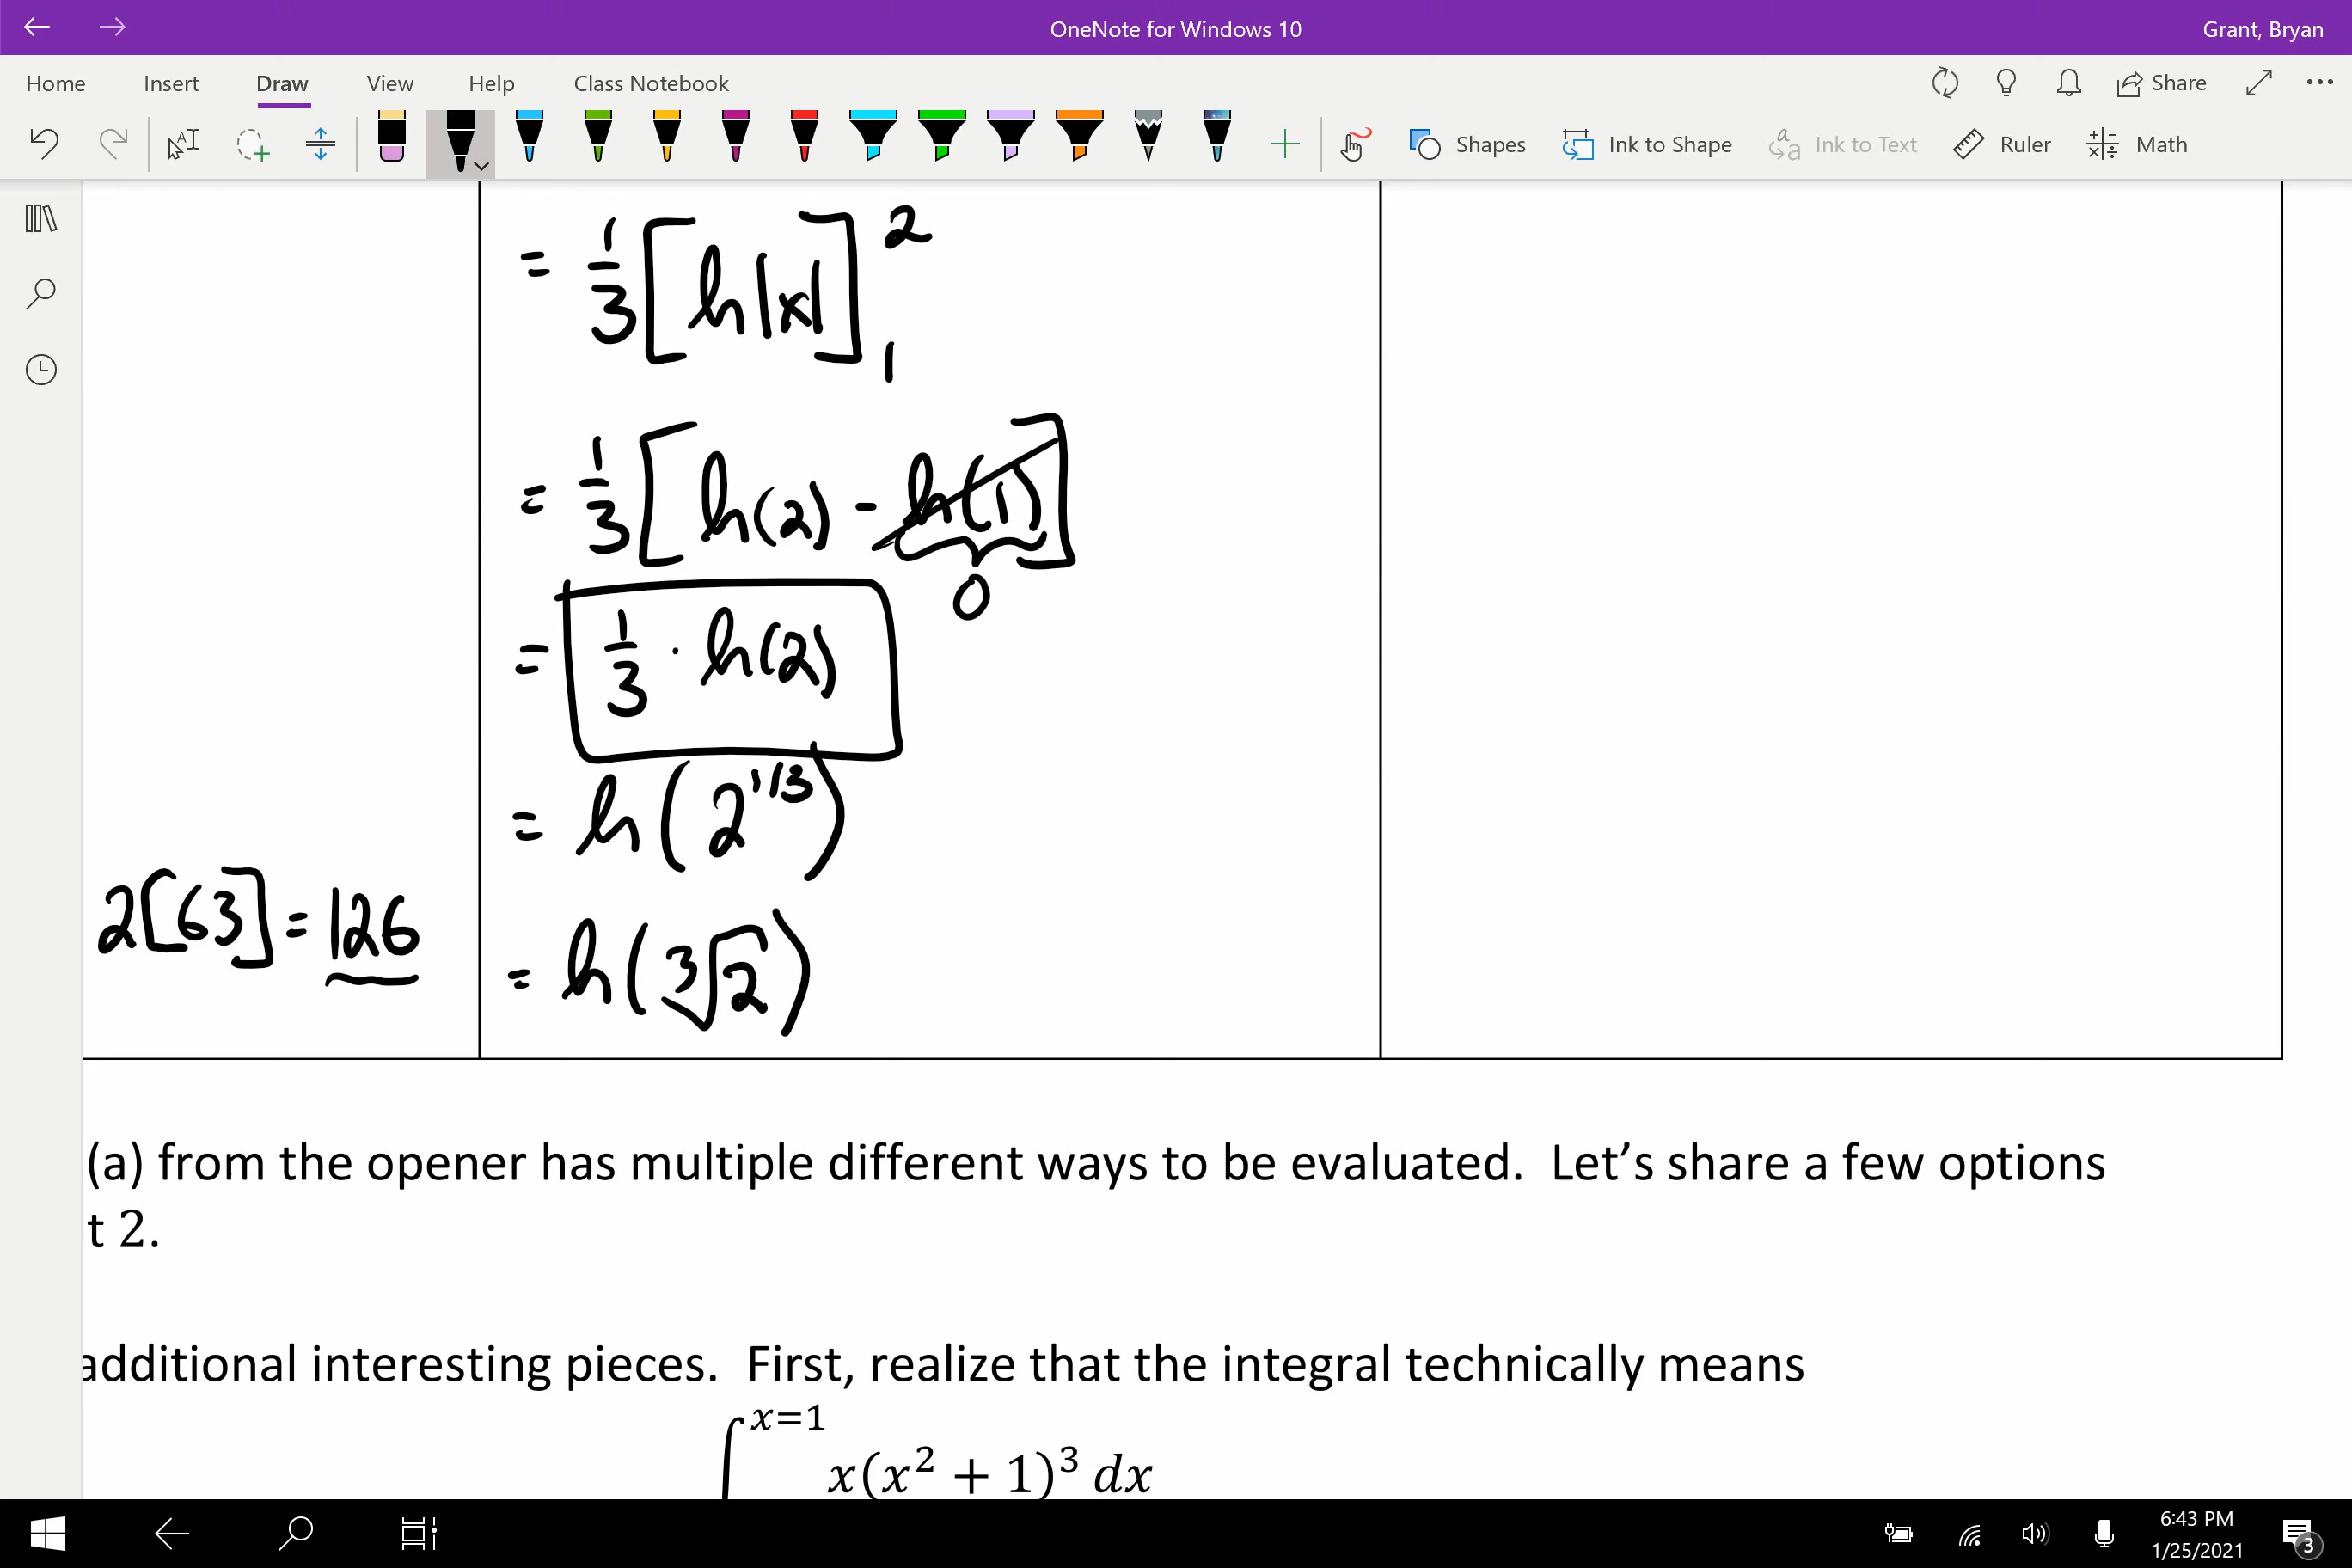 OneNote for Windows 10
Grant, Bryan
Home Insert Draw View Help Class Notebook Share
Shapes Ink to Shape Ink to Text Ruler Math
= 1/3 [ln|x|]₁²
= 1/3 [ln(2) - ln(1)]
0
= 1/3 · ln(2)
= ln(2^1/3)
2[63] = 126
= ln(³√2)
(a) from the opener has multiple different ways to be evaluated. Let’s share a few options
t 2.
additional interesting pieces. First, realize that the integral technically means
∫^x=1 x(x² + 1)³ dx
6:43 PM
1/25/2021
3